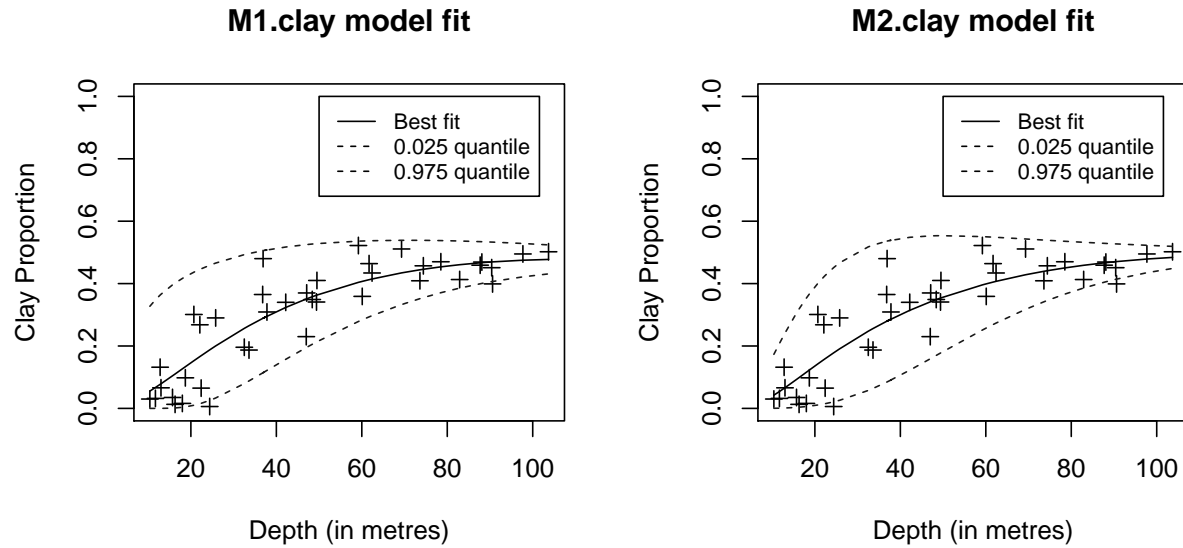 M1.clay model fit
Clay Proportion
1.0
0.8
0.6
0.4
0.2
0.0
Best fit
0.025 quantile
0.975 quantile
20
40
60
80
100
Depth (in metres)
M2.clay model fit
Clay Proportion
1.0
0.8
0.6
0.4
0.2
0.0
Best fit
0.025 quantile
0.975 quantile
20
40
60
80
100
Depth (in metres)